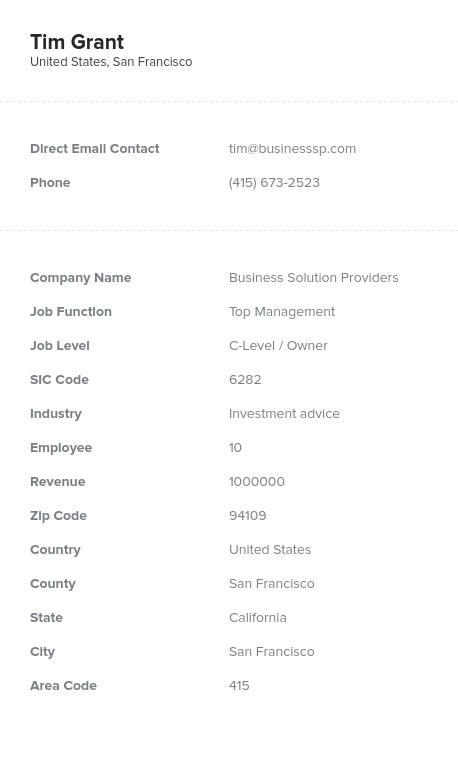 Tim Grant
United States, San Francisco
Direct Email Contact tim@businesssp.com
Phone (415) 673-2523
Company Name Business Solution Providers
Job Function Top Management
Job Level C-Level / Owner
SIC Code 6282
Industry Investment advice
Employee 10
Revenue 1000000
Zip Code 94109
Country United States
County San Francisco
State California
City San Francisco
Area Code 415